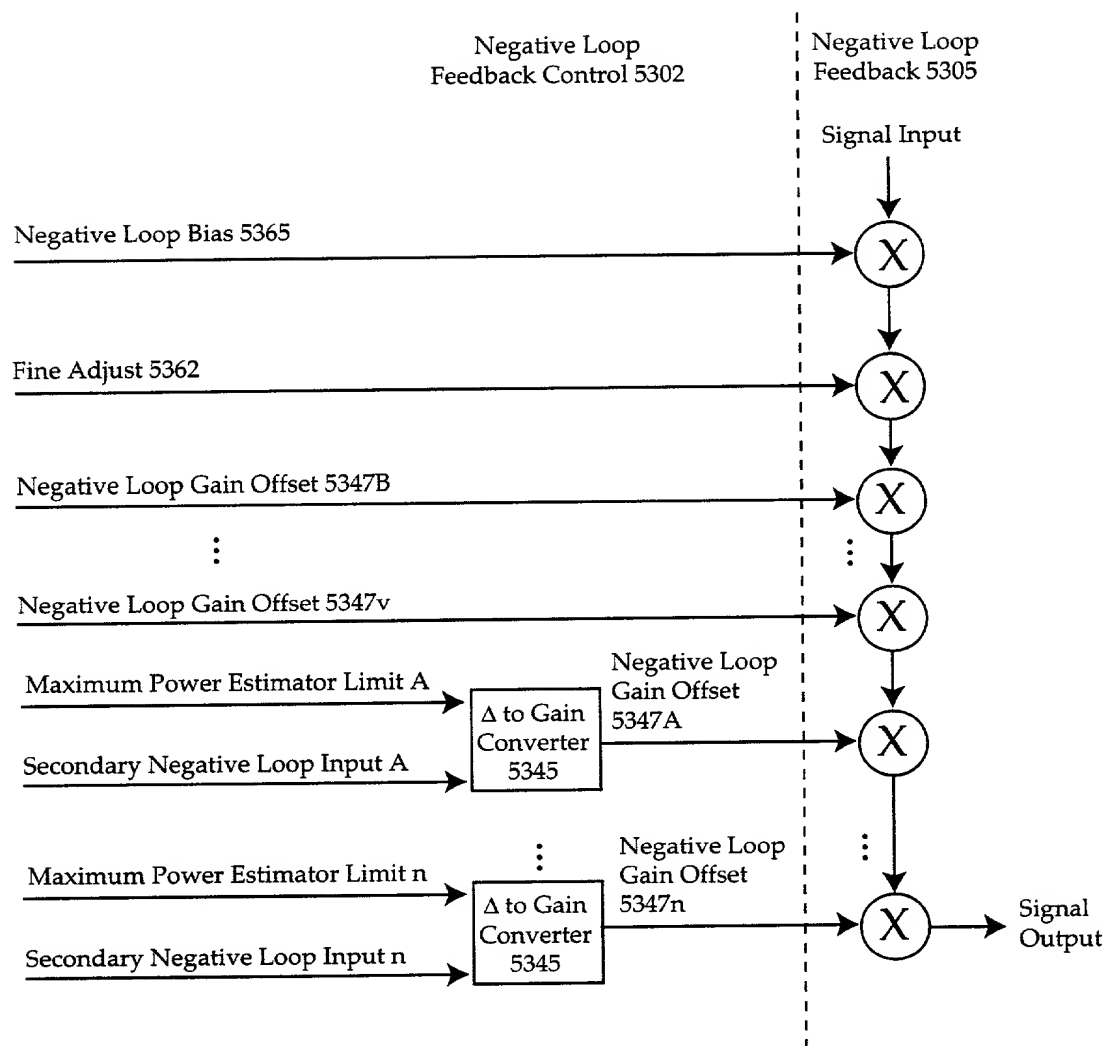 Negative Loop
Feedback Control 5302
Negative Loop
Feedback 5305
Signal Input
Negative Loop Bias 5365
X
Fine Adjust 5362
X
Negative Loop Gain Offset 5347B
X
⋮
⋮
Negative Loop Gain Offset 5347v
X
Maximum Power Estimator Limit A
Secondary Negative Loop Input A
Δ to Gain
Converter
5345
Negative Loop
Gain Offset
5347A
X
⋮
⋮
Maximum Power Estimator Limit n
Secondary Negative Loop Input n
Δ to Gain
Converter
5345
Negative Loop
Gain Offset
5347n
X
Signal
Output